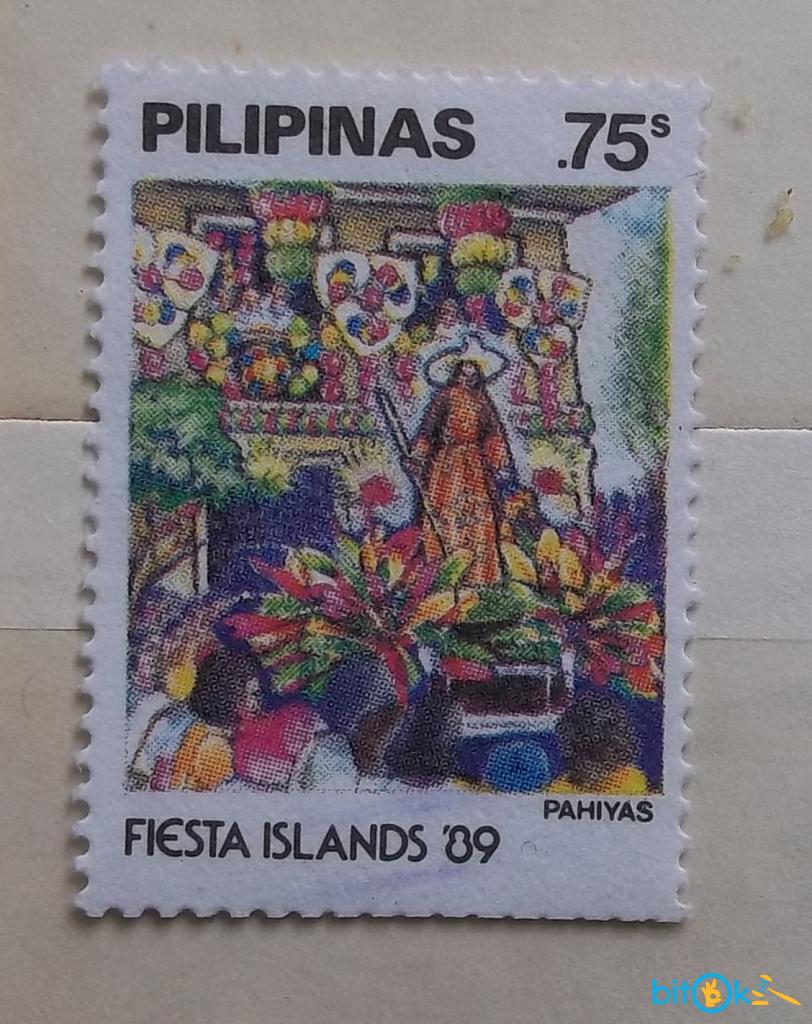 PILIPINAS .75s
PAHIYAS
FIESTA ISLANDS '89
bitOk